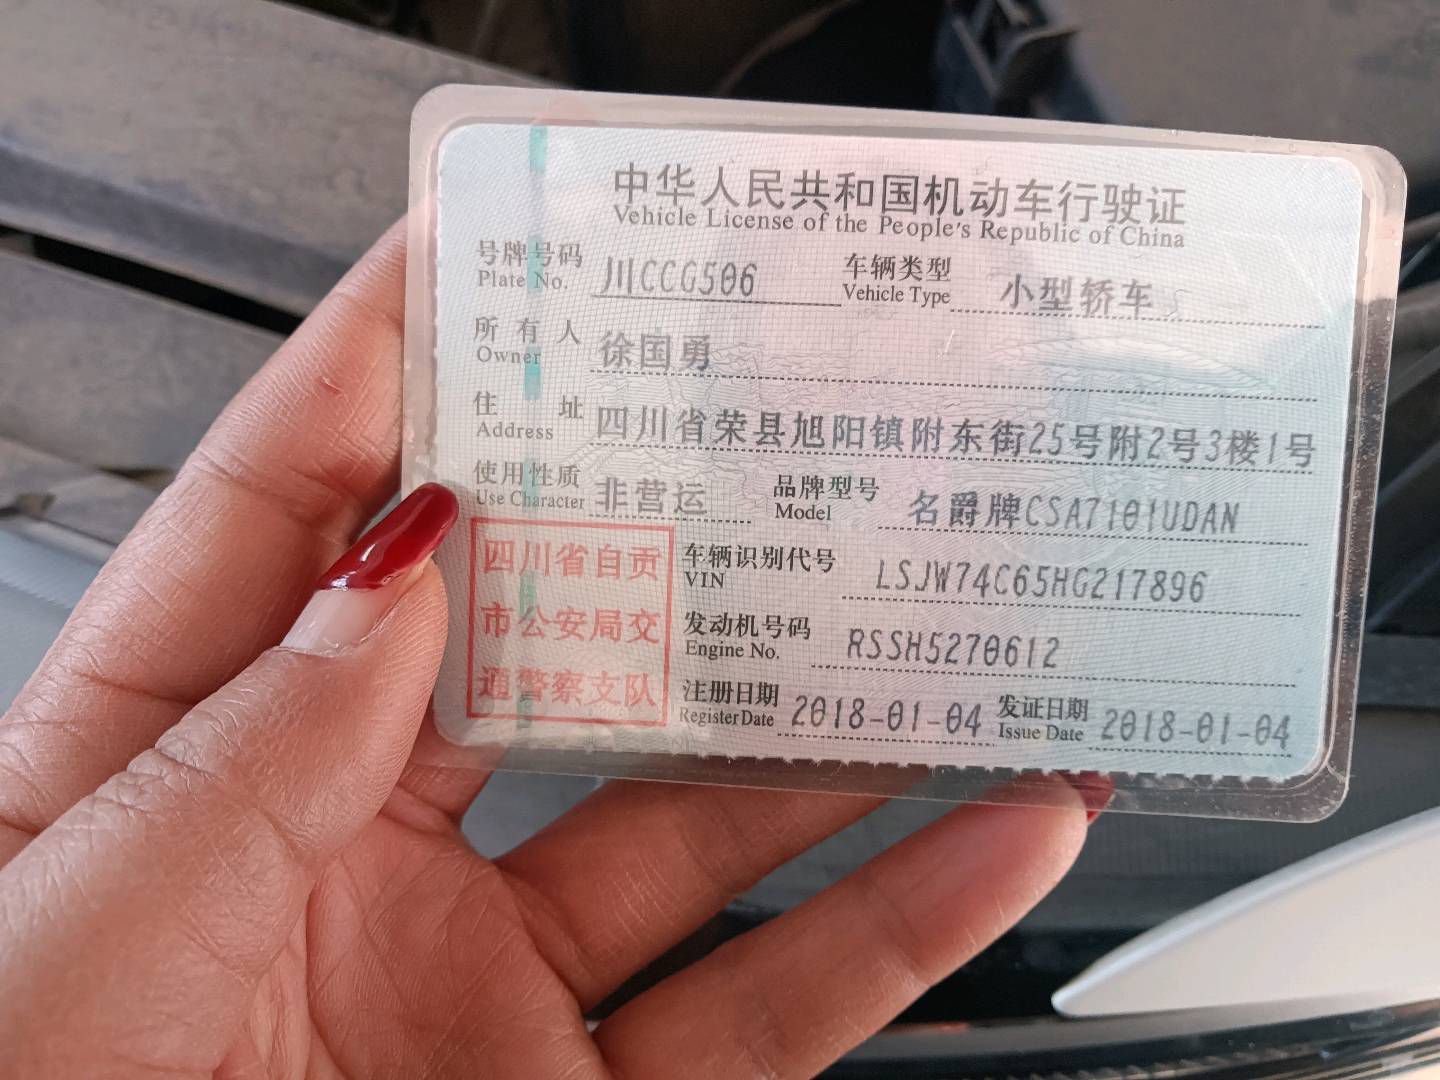 中华人民共和国机动车行驶证
Vehicle License of the People's Republic of China
号牌号码 川CCG506 车辆类型 小型轿车
Plate No. Vehicle Type
所有人 徐国勇
Owner
住址 四川省荣县旭阳镇附东街25号附2号3楼1号
Address
使用性质 非营运 品牌型号 名爵牌CSA7101UDAN
Use Character Model
四川省自贡
市公安局交
通警察支队
车辆识别代号 LSJW74C65HG217896
VIN
发动机号码 RSSH5270612
Engine No.
注册日期 2018-01-04 发证日期 2018-01-04
Register Date Issue Date